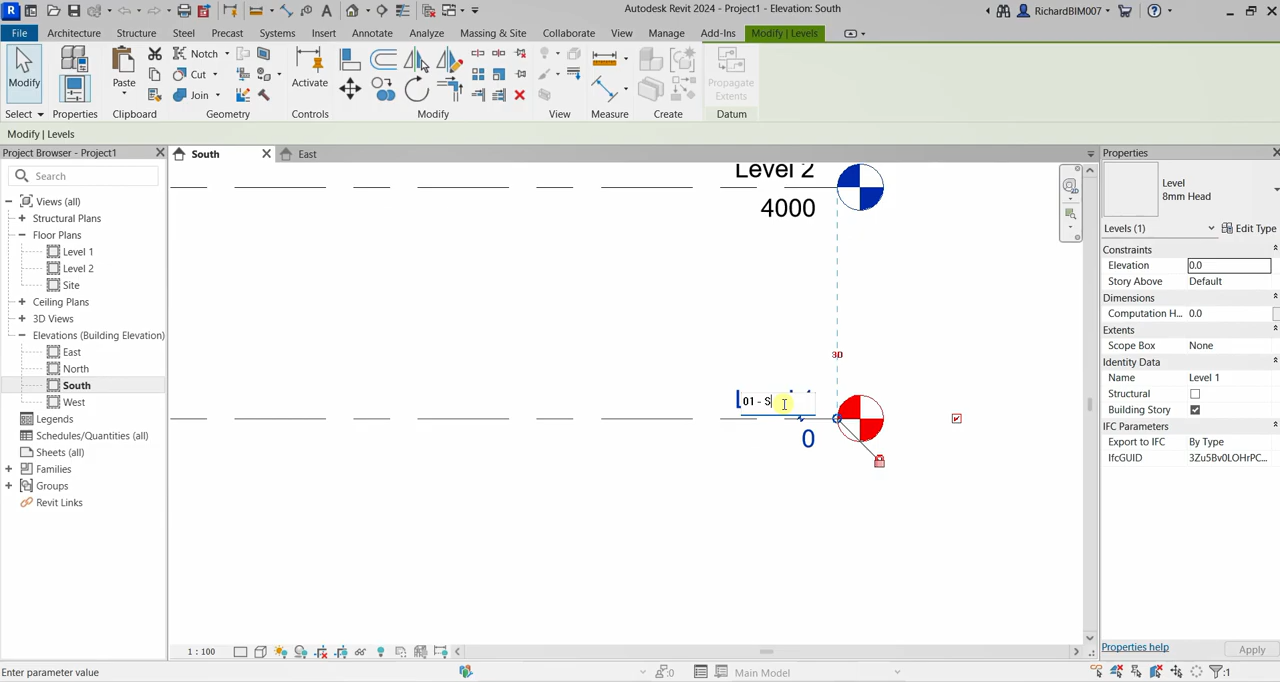 Autodesk Revit 2024 - Project1 - Elevation: South
RichardBIM007
File Architecture Structure Steel Precast Systems Insert Annotate Analyze Massing & Site Collaborate View Manage Add-Ins Modify | Levels
Modify
Properties
Paste
Notch
Cut
Join
Activate
Propagate
Extents
Select Properties Clipboard Geometry Controls Modify View Measure Create Datum
Modify | Levels
Project Browser - Project1
South
East
Properties
Search
Views (all)
Structural Plans
Floor Plans
Level 1
Level 2
Site
Ceiling Plans
3D Views
Elevations (Building Elevation)
East
North
South
West
Legends
Schedules/Quantities (all)
Sheets (all)
Families
Groups
Revit Links
Level 2
4000
3D
01 - S
0
Level
8mm Head
Levels (1)
Edit Type
Constraints
Elevation 0.0
Story Above Default
Dimensions
Computation H... 0.0
Extents
Scope Box None
Identity Data
Name Level 1
Structural
Building Story
IFC Parameters
Export to IFC By Type
IfcGUID 3Zu5Bv0LOHrPC...
Properties help
Apply
1 : 100
Enter parameter value
:0
Main Model
:1